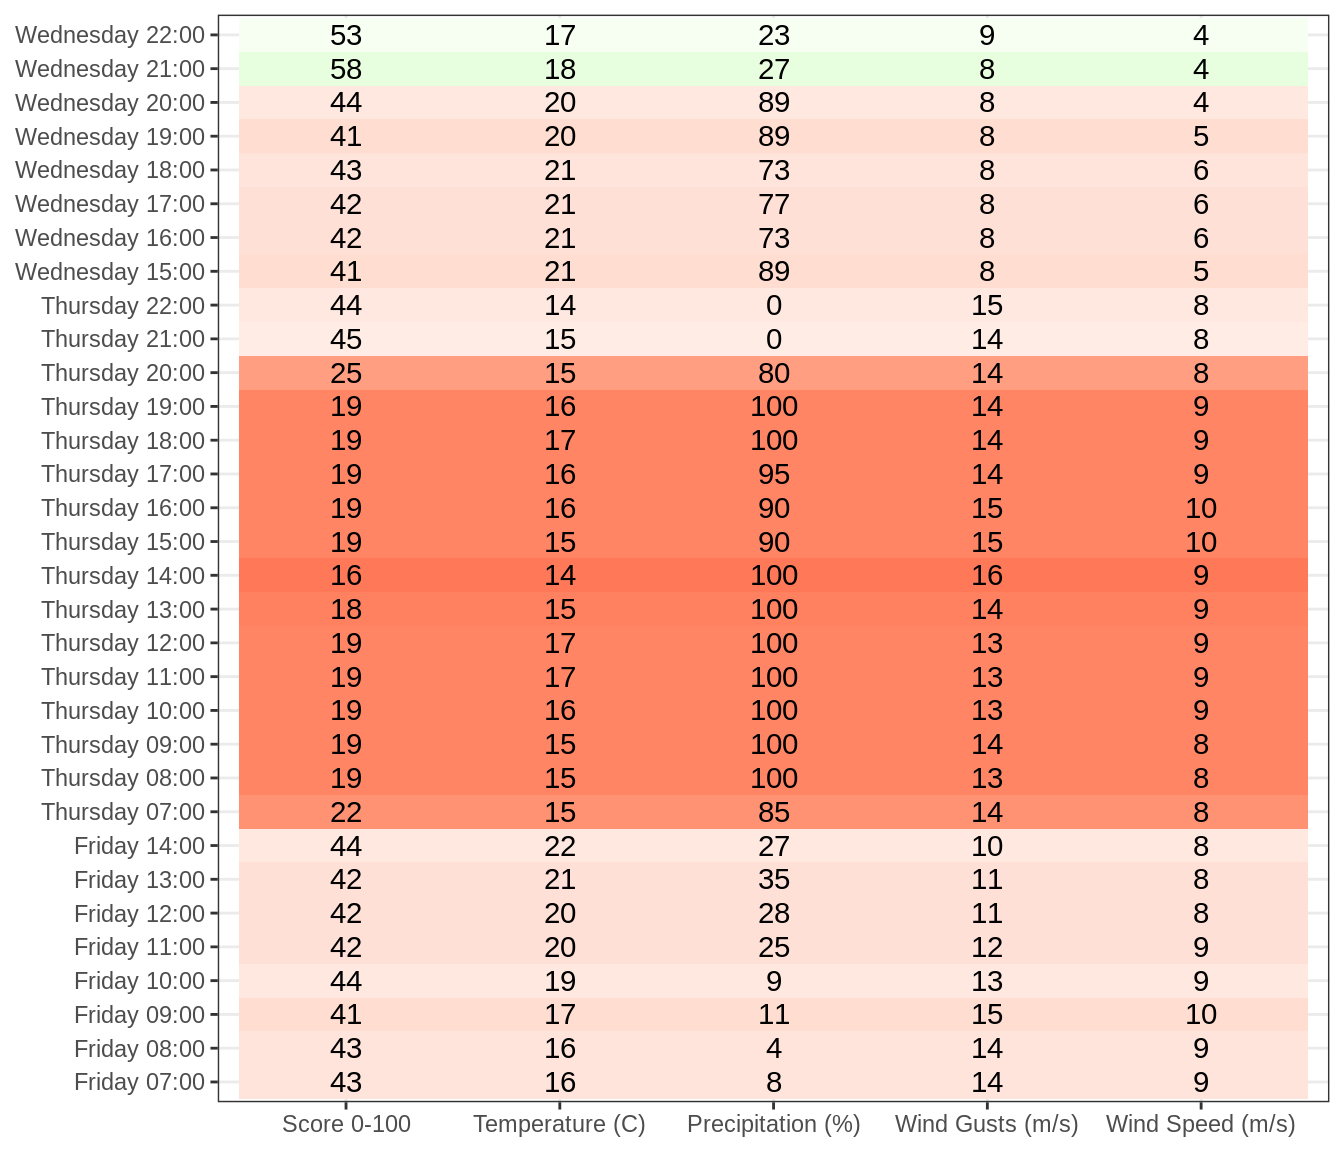 Wednesday 22:00 53 17 23 9 4
Wednesday 21:00 58 18 27 8 4
Wednesday 20:00 44 20 89 8 4
Wednesday 19:00 41 20 89 8 5
Wednesday 18:00 43 21 73 8 6
Wednesday 17:00 42 21 77 8 6
Wednesday 16:00 42 21 73 8 6
Wednesday 15:00 41 21 89 8 5
Thursday 22:00 44 14 0 15 8
Thursday 21:00 45 15 0 14 8
Thursday 20:00 25 15 80 14 8
Thursday 19:00 19 16 100 14 9
Thursday 18:00 19 17 100 14 9
Thursday 17:00 19 16 95 14 9
Thursday 16:00 19 16 90 15 10
Thursday 15:00 19 15 90 15 10
Thursday 14:00 16 14 100 16 9
Thursday 13:00 18 15 100 14 9
Thursday 12:00 19 17 100 13 9
Thursday 11:00 19 17 100 13 9
Thursday 10:00 19 16 100 13 9
Thursday 09:00 19 15 100 14 8
Thursday 08:00 19 15 100 13 8
Thursday 07:00 22 15 85 14 8
Friday 14:00 44 22 27 10 8
Friday 13:00 42 21 35 11 8
Friday 12:00 42 20 28 11 8
Friday 11:00 42 20 25 12 9
Friday 10:00 44 19 9 13 9
Friday 09:00 41 17 11 15 10
Friday 08:00 43 16 4 14 9
Friday 07:00 43 16 8 14 9
Score 0-100 Temperature (C) Precipitation (%) Wind Gusts (m/s) Wind Speed (m/s)